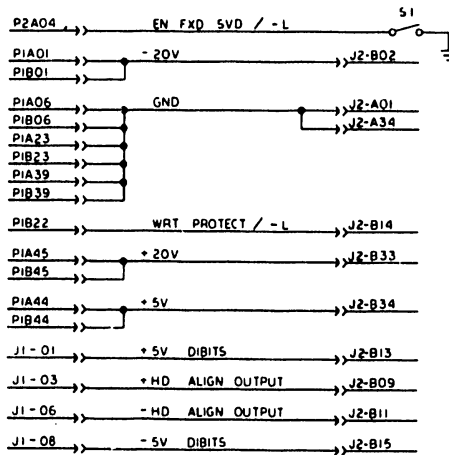 S1
P2A04 EN FXD SVD / -L
P1A01 -20V J2-B02
P1B01
P1A06 GND J2-A01
P1B06 J2-A34
P1A23
P1B23
P1A39
P1B39
P1B22 WRT PROTECT / -L J2-B14
P1A45 +20V J2-B33
P1B45
P1A44 +5V J2-B34
P1B44
J1-01 +5V DIBITS J2-B13
J1-03 +HD ALIGN OUTPUT J2-B09
J1-06 -HD ALIGN OUTPUT J2-B11
J1-08 -5V DIBITS J2-B15